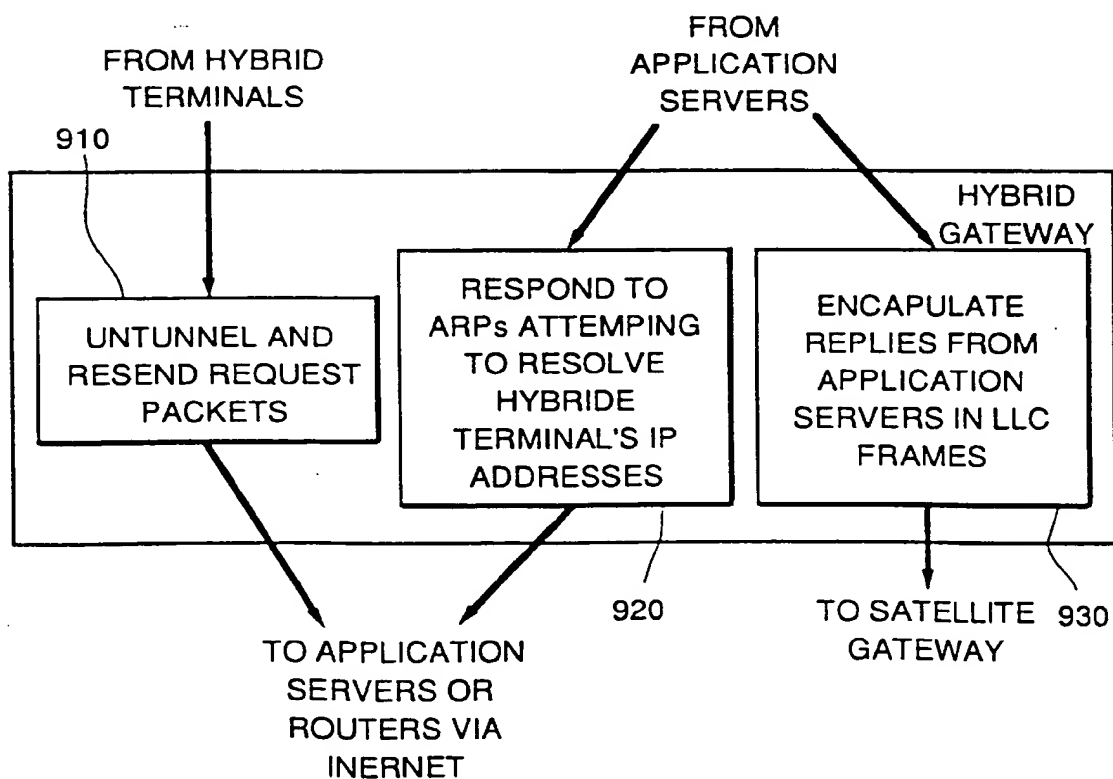 FROM HYBRID
TERMINALS
FROM
APPLICATION
SERVERS
910
HYBRID
GATEWAY
UNTUNNEL AND
RESEND REQUEST
PACKETS
RESPOND TO
ARPs ATTEMPING
TO RESOLVE
HYBRIDE
TERMINAL'S IP
ADDRESSES
ENCAPULATE
REPLIES FROM
APPLICATION
SERVERS IN LLC
FRAMES
920
930
TO APPLICATION
SERVERS OR
ROUTERS VIA
INERNET
TO SATELLITE
GATEWAY